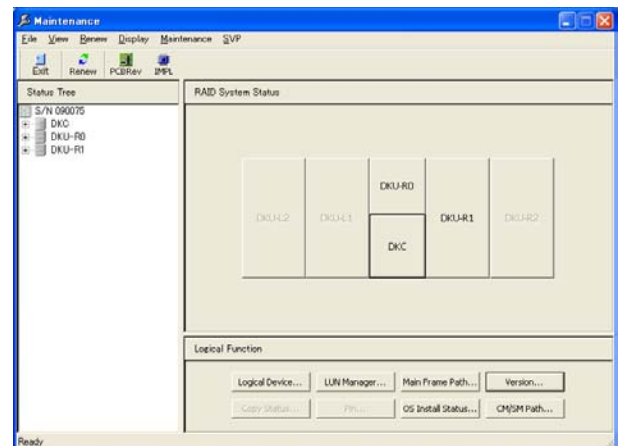 Maintenance
File View Renew Display Maintenance SVP
Exit Renew PCBRev IMPL
Status Tree
S/N 090075
DKC
DKU-R0
DKU-R1
RAID System Status
DKU-L2 DKU-L1 DKU-R0 DKC DKU-R1 DKU-R2
Logical Function
Logical Device... LUN Manager... Main Frame Path... Version...
Copy Status... Pin... OS Install Status... CM/SM Path...
Ready